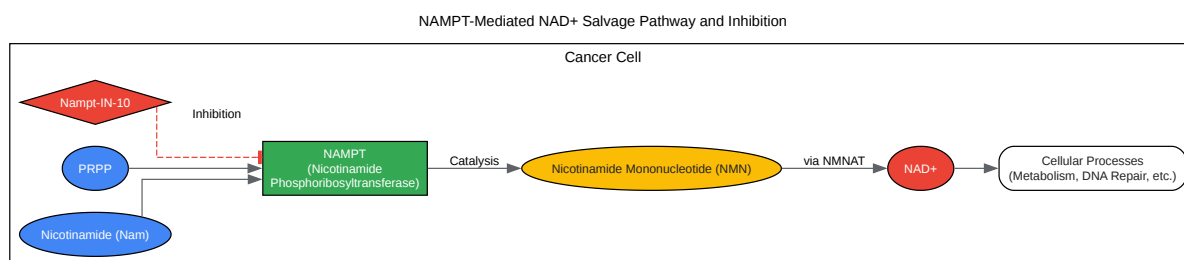 NAMPT-Mediated NAD+ Salvage Pathway and Inhibition
Cancer Cell
Nampt-IN-10
Inhibition
PRPP
Nicotinamide (Nam)
NAMPT
(Nicotinamide
Phosphoribosyltransferase)
Catalysis
Nicotinamide Mononucleotide (NMN)
via NMNAT
NAD+
Cellular Processes
(Metabolism, DNA Repair, etc.)